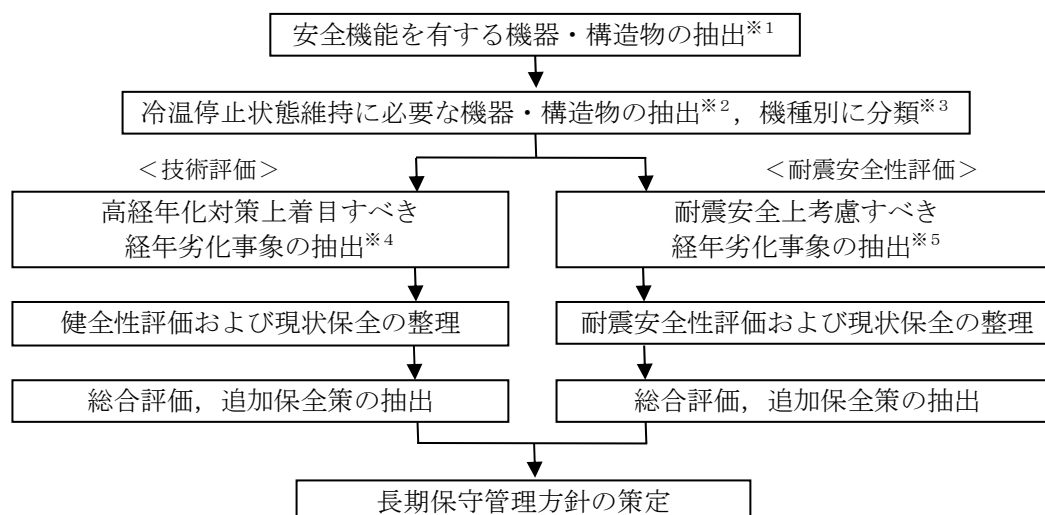 安全機能を有する機器・構造物の抽出※1
冷温停止状態維持に必要な機器・構造物の抽出※2，機種別に分類※3
＜技術評価＞
＜耐震安全性評価＞
高経年化対策上着目すべき
経年劣化事象の抽出※4
耐震安全上考慮すべき
経年劣化事象の抽出※5
健全性評価および現状保全の整理
耐震安全性評価および現状保全の整理
総合評価，追加保全策の抽出
総合評価，追加保全策の抽出
長期保守管理方針の策定